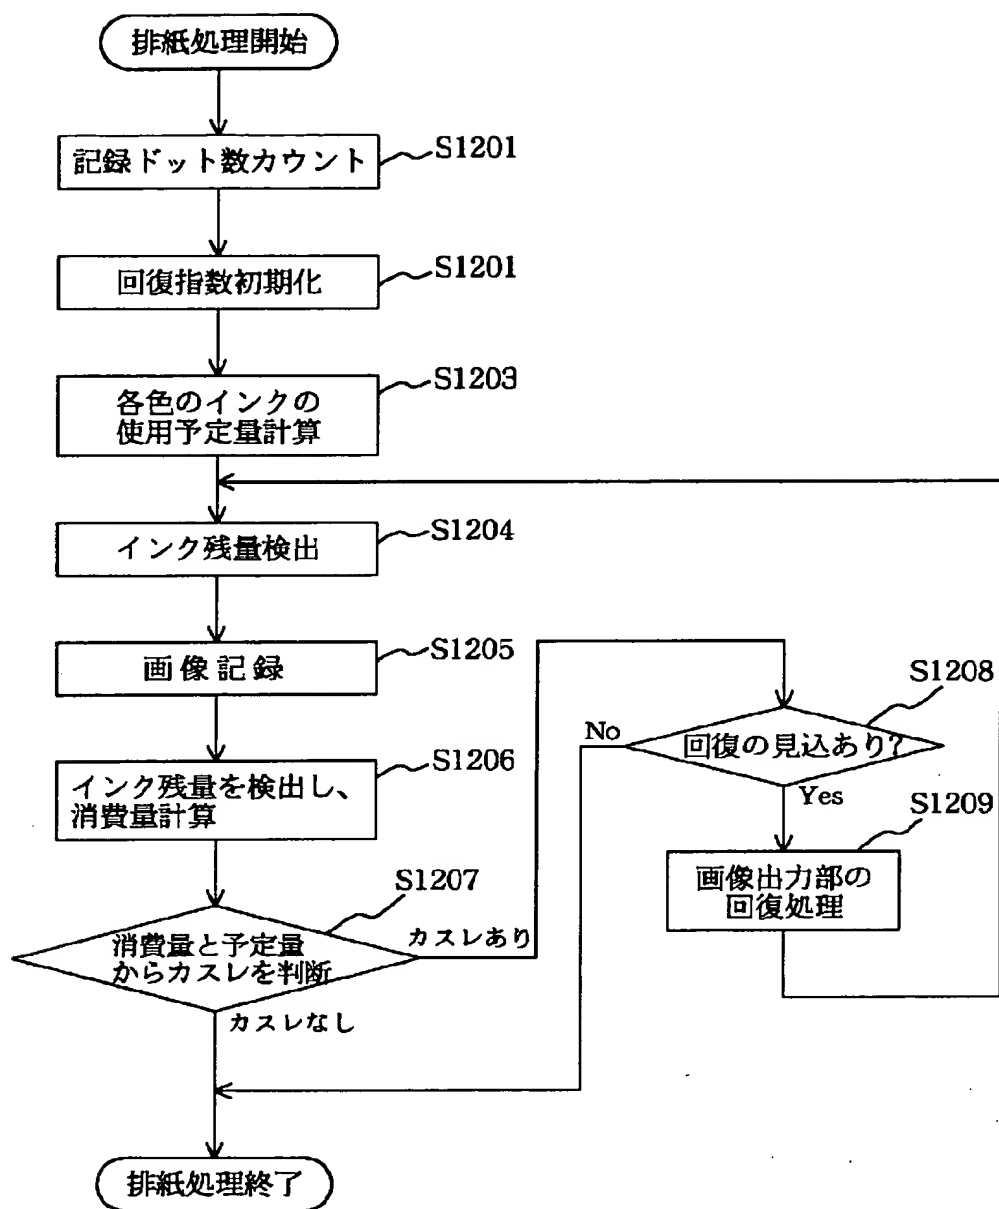 排紙処理開始
記録ドット数カウント
S1201
回復指数初期化
S1201
各色のインクの
使用予定量計算
S1203
インク残量検出
S1204
画像記録
S1205
インク残量を検出し、
消費量計算
S1206
消費量と予定量
からカスレを判断
S1207
カスレあり
カスレなし
回復の見込あり?
S1208
No
Yes
画像出力部の
回復処理
S1209
排紙処理終了